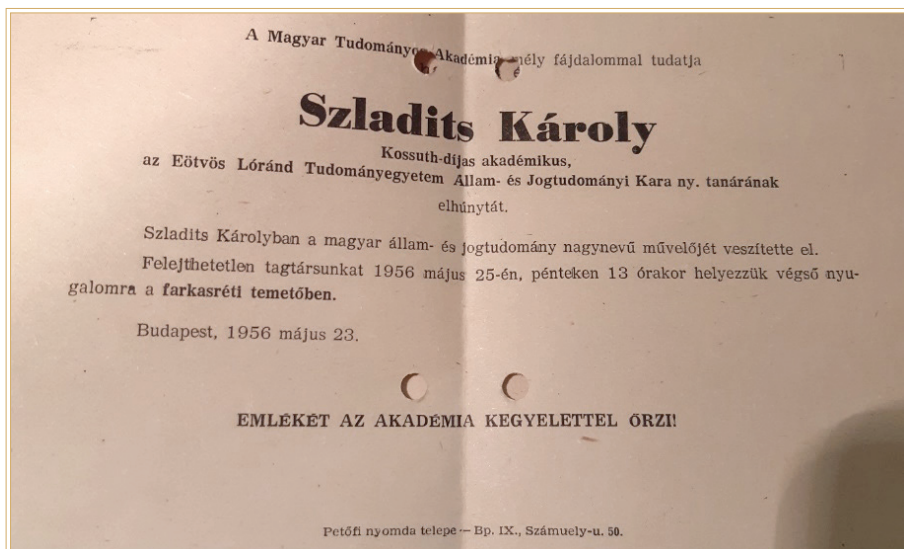 A Magyar Tudományos Akadémia mély fájdalommal tudatja
Szladits Károly
Kossuth-díjas akadémikus,
az Eötvös Lóránd Tudományegyetem Állam- és Jogtudományi Kara ny. tanárának
elhúnytát.
Szladits Károlyban a magyar állam- és jogtudomány nagynevű művelőjét veszítette el.
Felejthetetlen tagtársunkat 1956 május 25-én, pénteken 13 órakor helyezzük végső nyu-
galomra a farkasréti temetőben.
Budapest, 1956 május 23.
EMLÉKÉT AZ AKADÉMIA KEGYELETTEL ŐRZI!
Petőfi nyomda telepe — Bp. IX., Számuely-u. 50.